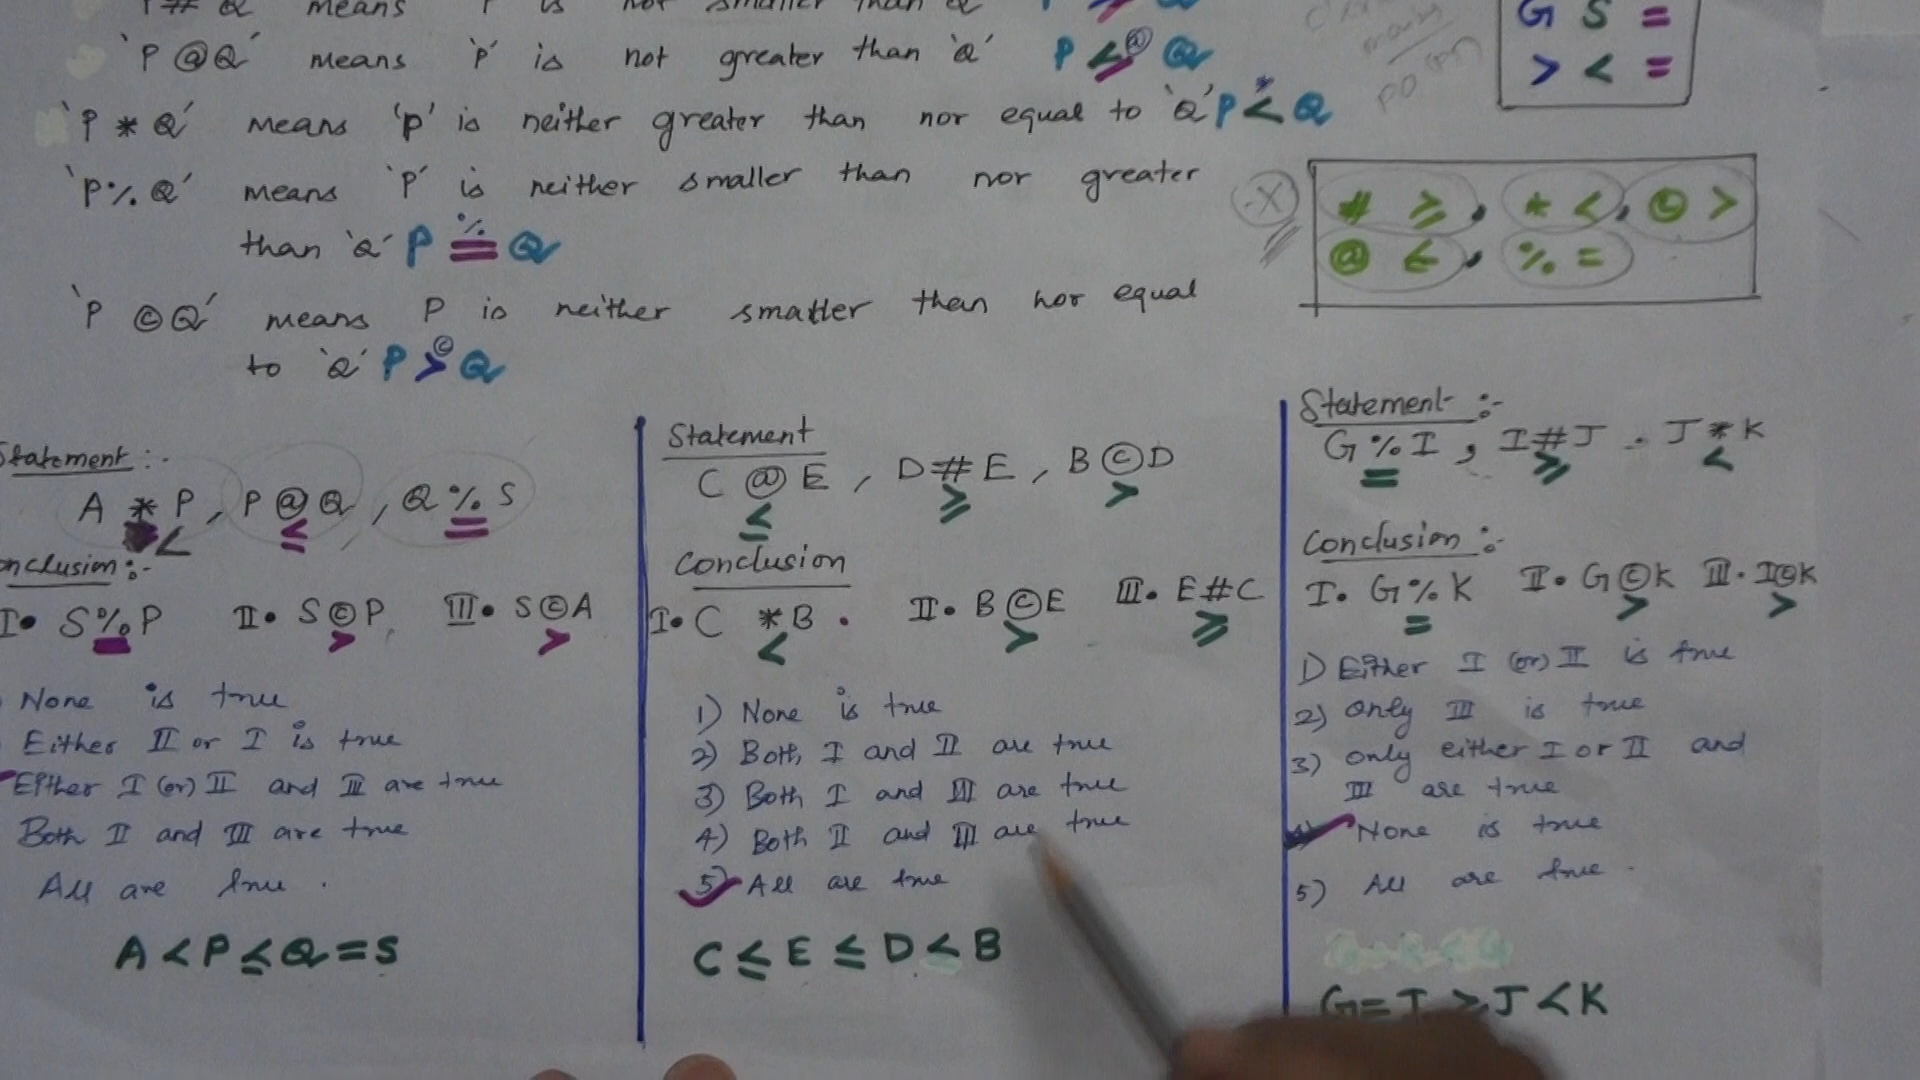 means is not smaller than Q
'P @ Q' means 'P' is not greater than 'Q' P ≤ @ Q
'P * Q' means 'P' is neither greater than nor equal to 'Q' P * < Q
'P % Q' means 'P' is neither smaller than nor greater
than 'Q' P % = Q
'P © Q' means P is neither smaller than nor equal
to 'Q' P © > Q
G S =
> < =
# ≥, * <, © >
@ ≤, % =
Statement :-
A * P, P @ Q, Q % S
< ≤ =
Conclusion :-
I• S % P II• S © P, III• S © A
= > >
None is true
Either II or I is true
Either I (or) II and III are true
Both II and III are true
All are true .
A < P ≤ Q = S
Statement
C @ E , D # E , B © D
≤ ≥ >
Conclusion
I• C * B . II• B © E III• E # C
< > ≥
1) None is true
2) Both I and II are true
3) Both I and III are true
4) Both II and III are true
5) All are true
C ≤ E ≤ D < B
Statement :-
G % I , I # J . J * K
= ≥ <
Conclusion :-
I• G % K II• G © K III• I © K
= > >
1) Either I (or) II is true
2) Only III is true
3) only either I or II and
III are true
4) None is true
5) All are true .
G = I ≥ J < K